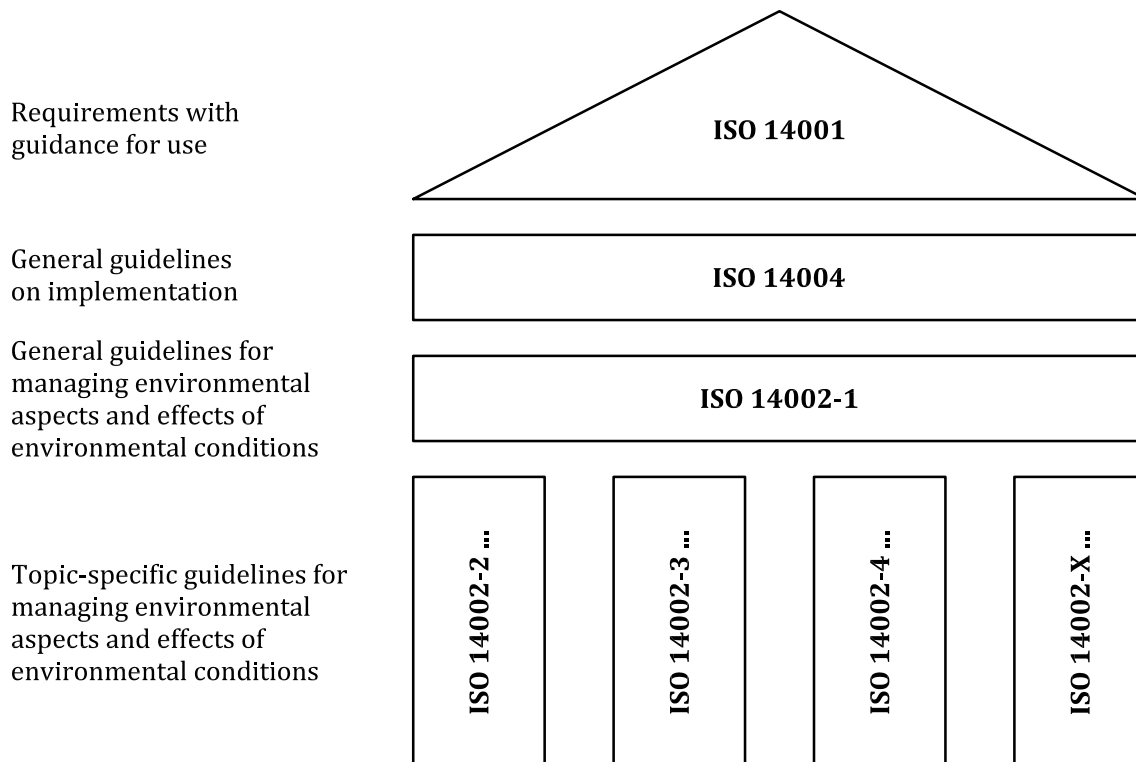 Requirements with
guidance for use
ISO 14001
General guidelines
on implementation
ISO 14004
General guidelines for
managing environmental
aspects and effects of
environmental conditions
ISO 14002-1
Topic-specific guidelines for
managing environmental
aspects and effects of
environmental conditions
ISO 14002-2 ...
ISO 14002-3 ...
ISO 14002-4 ...
ISO 14002-X ...